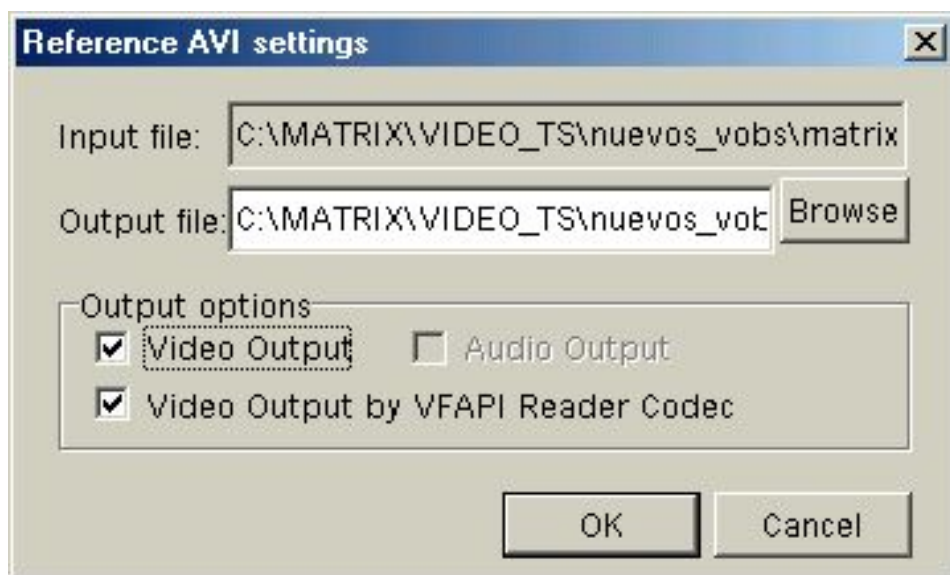 Reference AVI settings
Input file: C:\MATRIX\VIDEO_TS\nuevos_vobs\matrix
Output file: C:\MATRIX\VIDEO_TS\nuevos_vob Browse
Output options
Video Output Audio Output
Video Output by VFAPI Reader Codec
OK Cancel